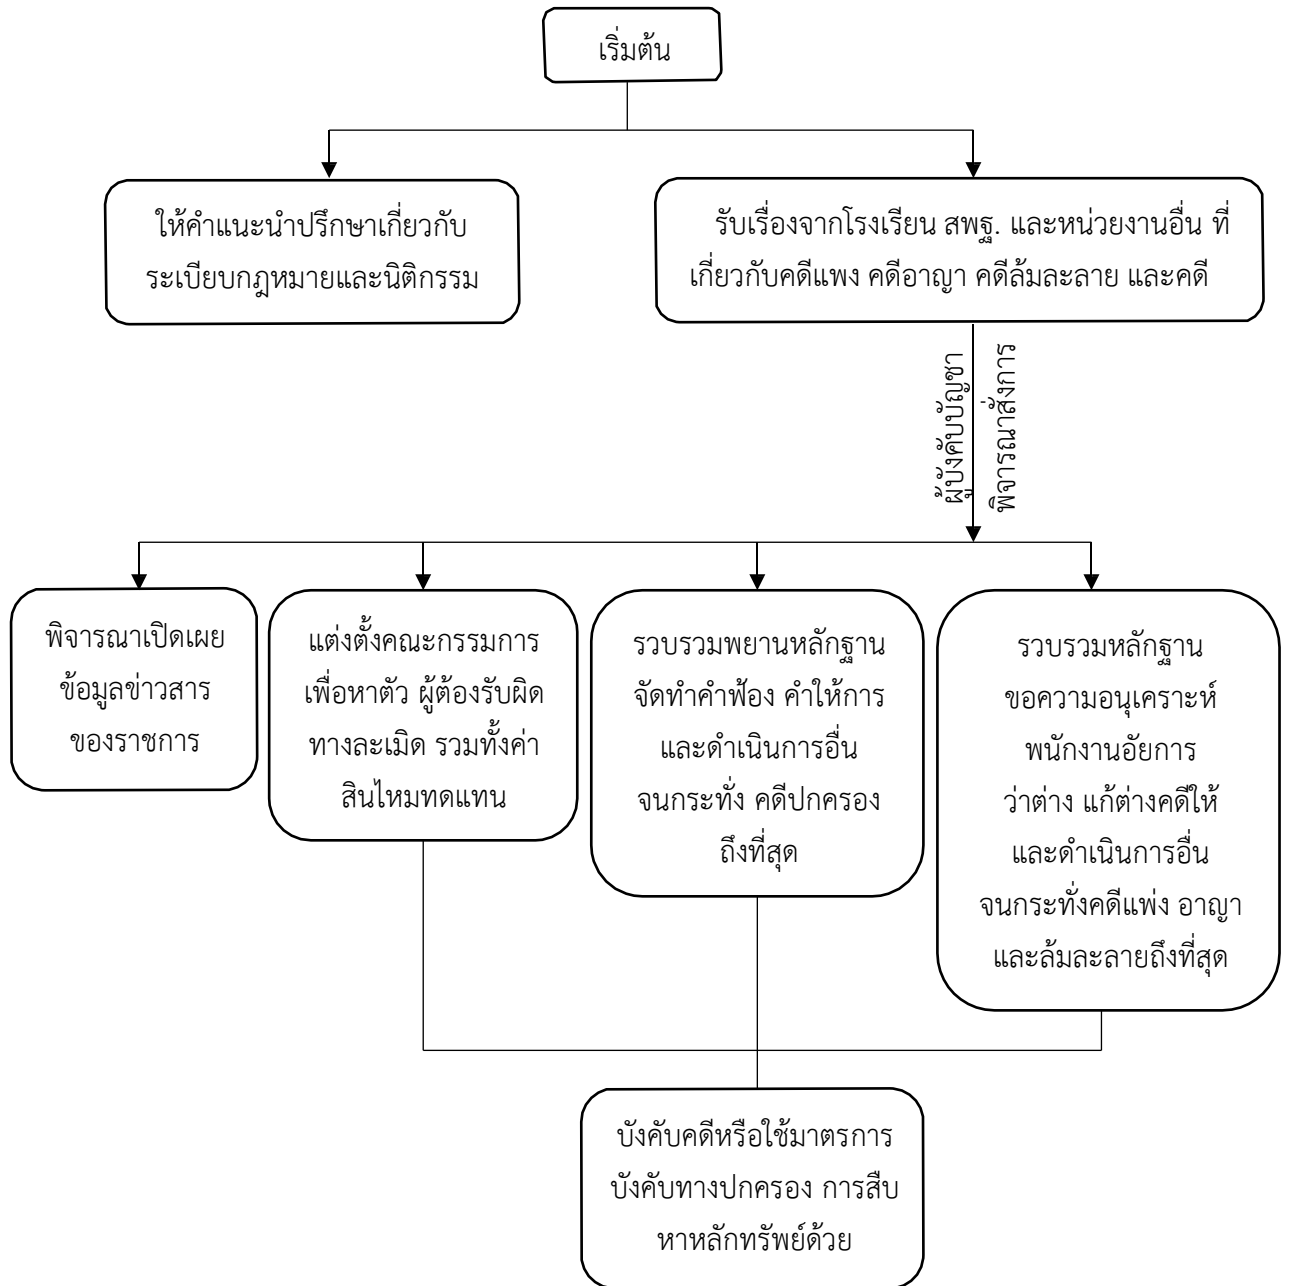 เริ่มต้น
ให้คำแนะนำปรึกษาเกี่ยวกับ
ระเบียบกฎหมายและนิติกรรม
รับเรื่องจากโรงเรียน สพฐ. และหน่วยงานอื่น ที่
เกี่ยวกับคดีแพง คดีอาญา คดีล้มละลาย และคดี
ผู้บังคับบัญชา
พิจารณาสั่งการ
พิจารณาเปิดเผย
ข้อมูลข่าวสาร
ของราชการ
แต่งตั้งคณะกรรมการ
เพื่อหาตัว ผู้ต้องรับผิด
ทางละเมิด รวมทั้งค่า
สินไหมทดแทน
รวบรวมพยานหลักฐาน
จัดทำคำฟ้อง คำให้การ
และดำเนินการอื่น
จนกระทั่ง คดีปกครอง
ถึงที่สุด
รวบรวมหลักฐาน
ขอความอนุเคราะห์
พนักงานอัยการ
ว่าต่าง แก้ต่างคดีให้
และดำเนินการอื่น
จนกระทั่งคดีแพ่ง อาญา
และล้มละลายถึงที่สุด
บังคับคดีหรือใช้มาตรการ
บังคับทางปกครอง การสืบ
หาหลักทรัพย์ด้วย